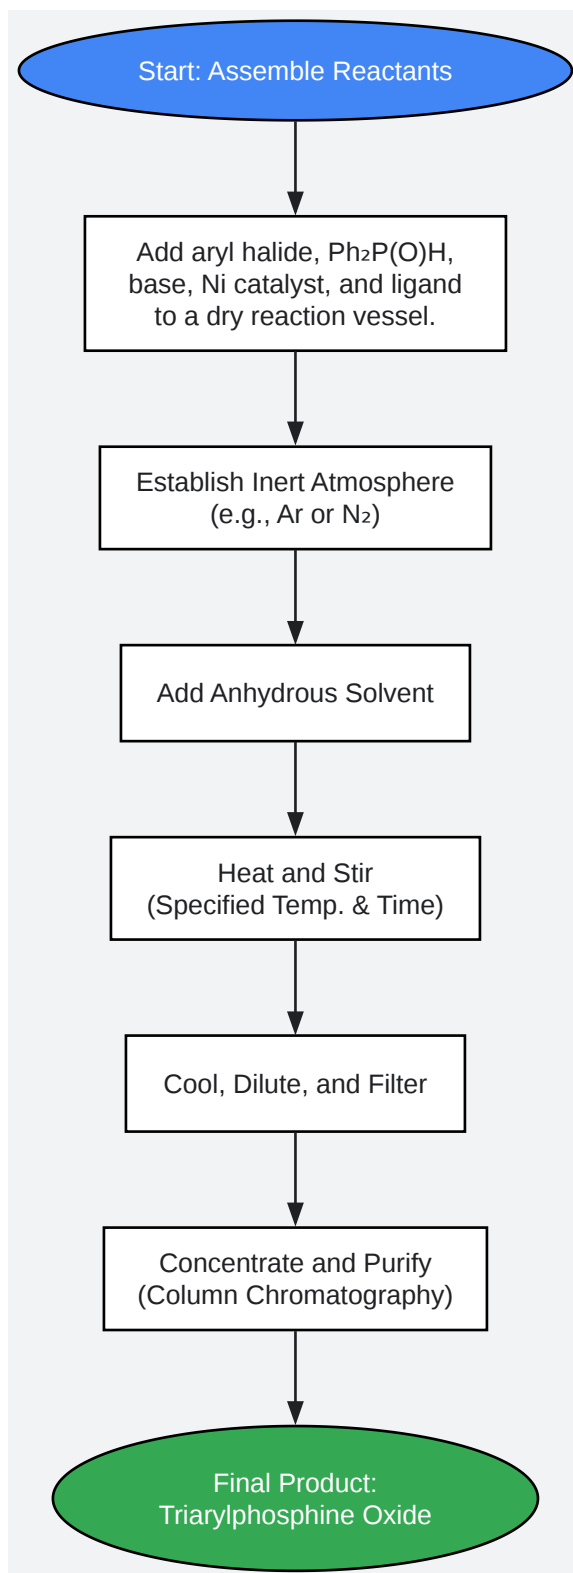 Start: Assemble Reactants
Add aryl halide, Ph₂P(O)H,
base, Ni catalyst, and ligand
to a dry reaction vessel.
Establish Inert Atmosphere
(e.g., Ar or N₂)
Add Anhydrous Solvent
Heat and Stir
(Specified Temp. & Time)
Cool, Dilute, and Filter
Concentrate and Purify
(Column Chromatography)
Final Product:
Triarylphosphine Oxide